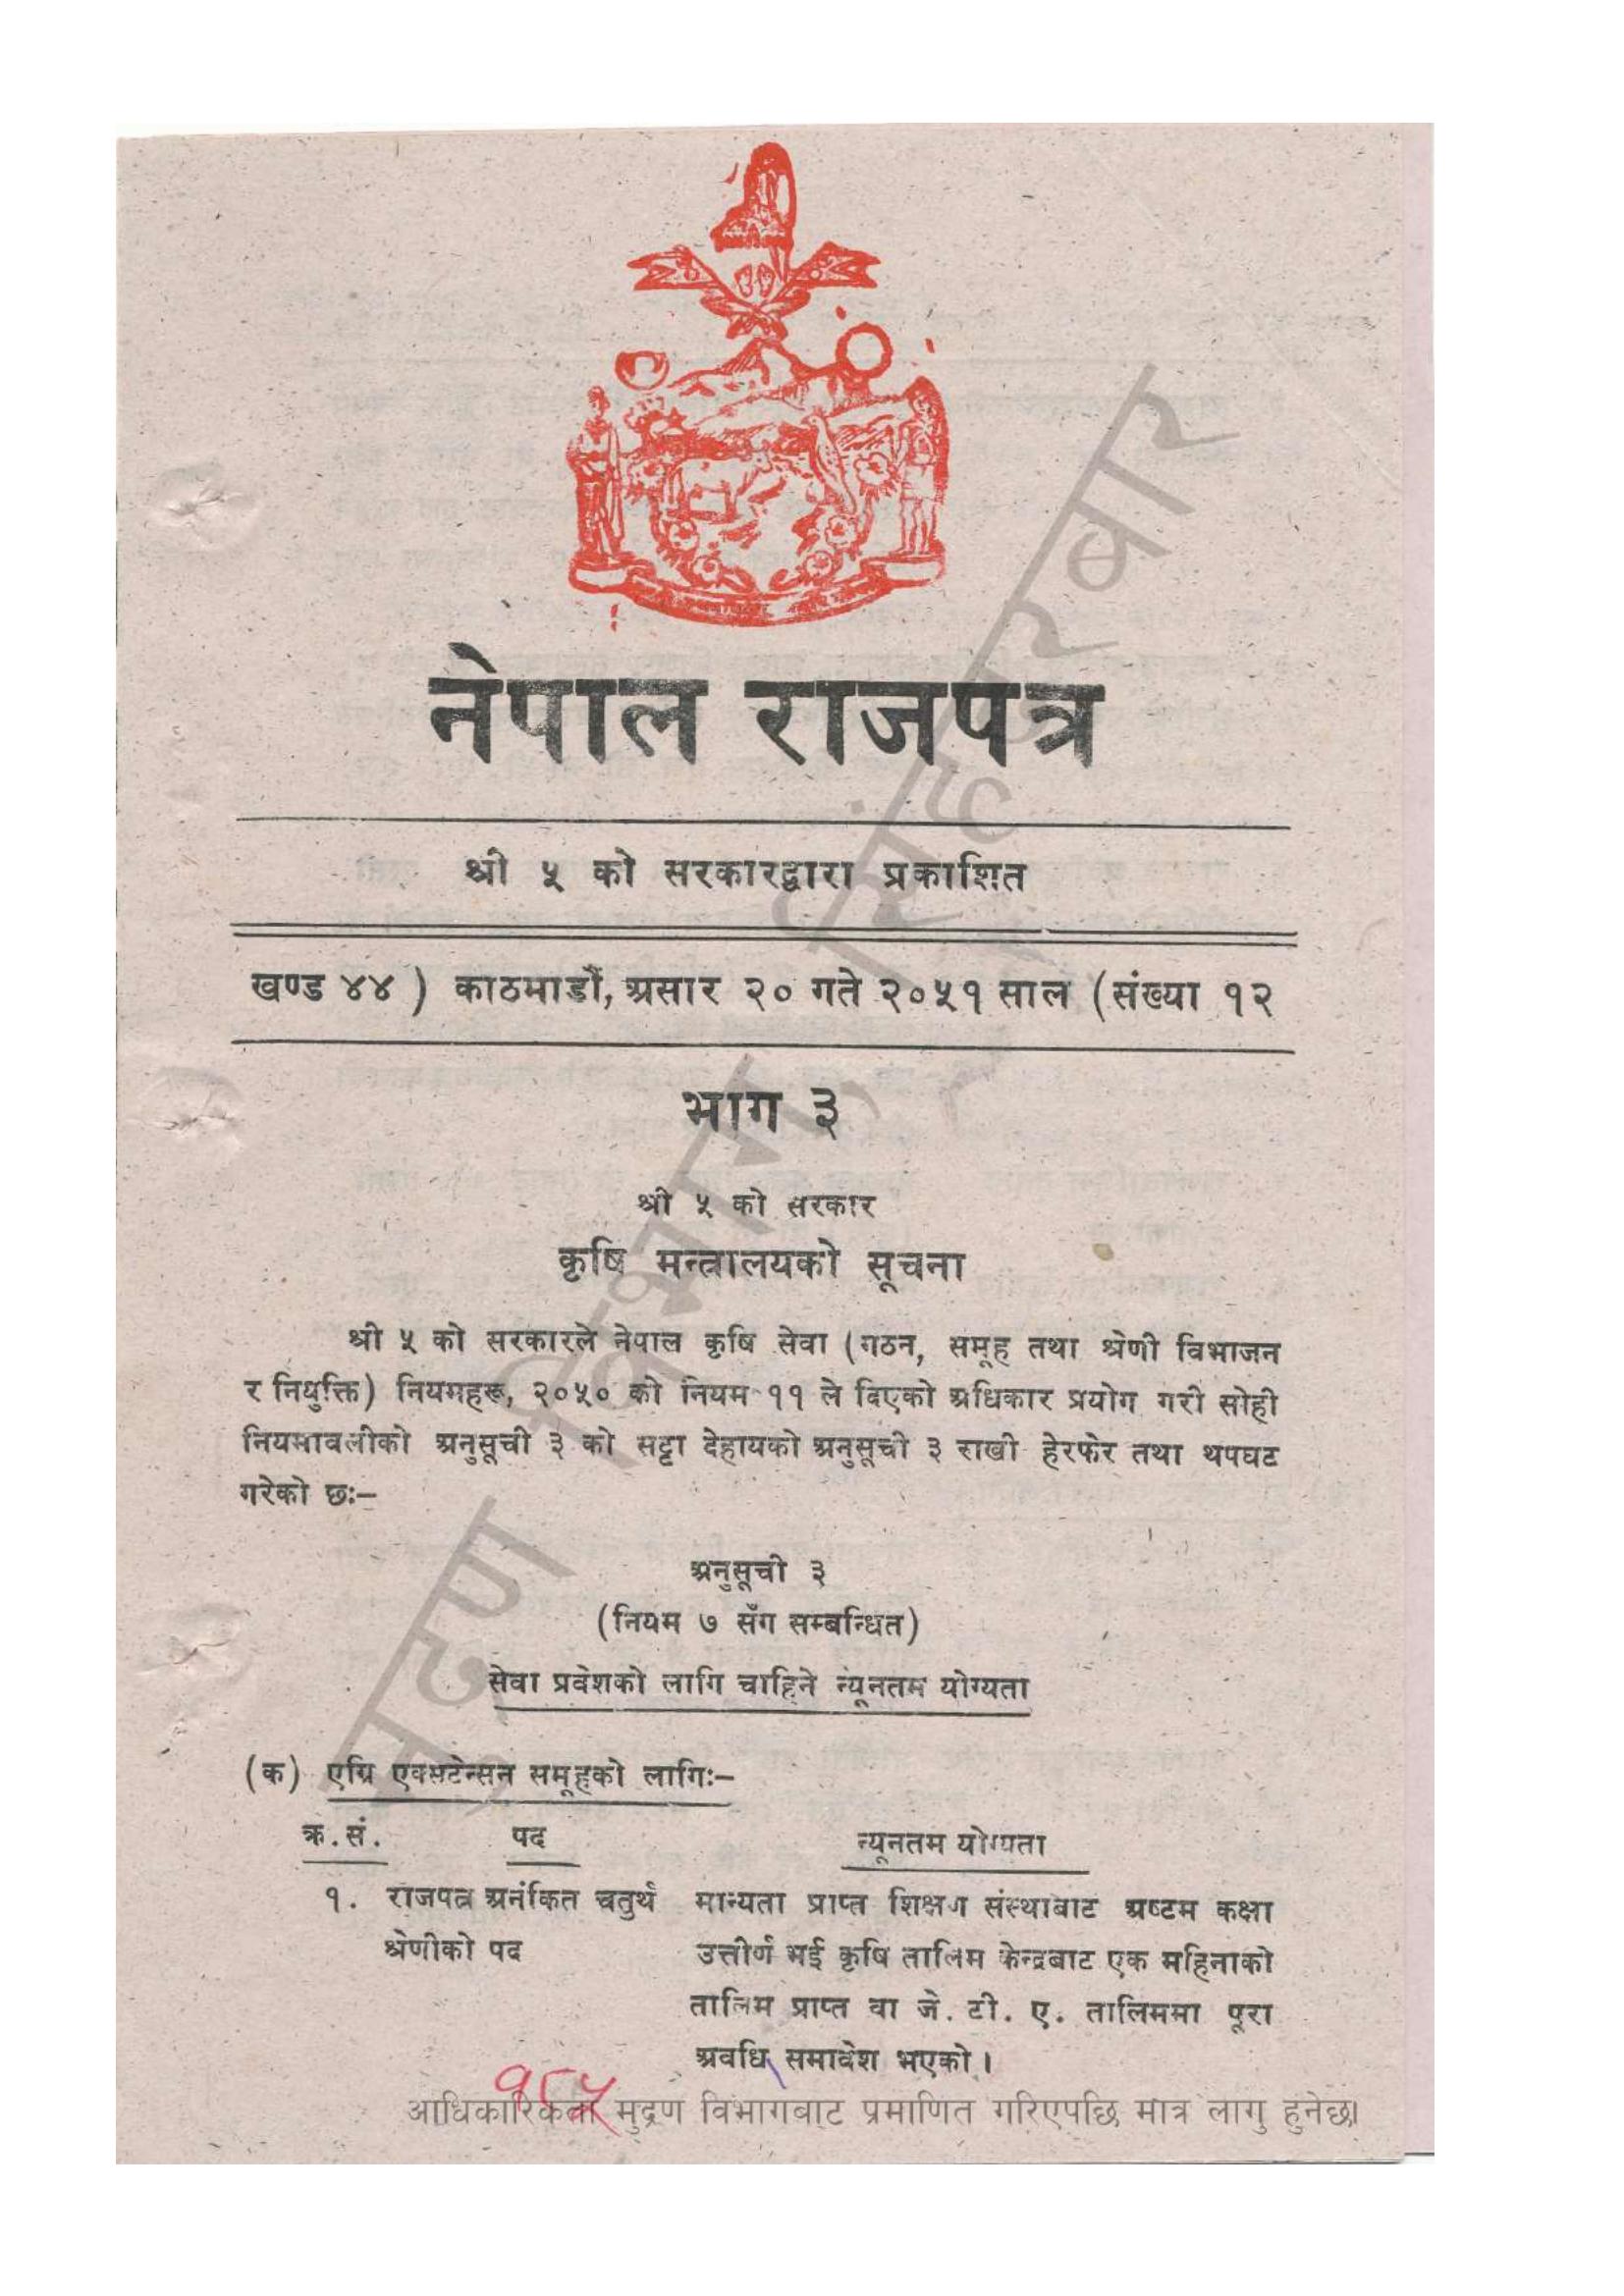 नेपाल राजपत्र
श्री ५ को सरकारद्वारा प्रकाशित
खण्ड ४४ ) काठमाडौं, असार २० गते २०५१ साल (संख्या १२
भाग ३
श्री ५ को सरकार
कृषि मन्त्रालयको सूचना
श्री ५ को सरकारले नेपाल कृषि सेवा (गठन, समूह तथा श्रेणी विभाजन
र नियुक्ति) नियमहरू, २०५० को नियम ११ ले दिएको अधिकार प्रयोग गरी सोही
नियमावलीको अनुसूची ३ को सट्टा देहायको अनुसूची ३ राखी हेरफेर तथा थपघट
गरेको छः–
अनुसूची ३
(नियम ७ सँग सम्बन्धित)
सेवा प्रवेशको लागि चाहिने न्यूनतम योग्यता
(क) एग्रि एक्सटेन्सन समूहको लागिः–
क्र.सं. पद न्यूनतम योग्यता
१. राजपत्र अनंकित चतुर्थ मान्यता प्राप्त शिक्षण संस्थाबाट अष्टम कक्षा
श्रेणीको पद उत्तीर्ण भई कृषि तालिम केन्द्रबाट एक महिनाको
तालिम प्राप्त वा जे. टी. ए. तालिममा पूरा
अवधि समावेश भएको।
१८५
आधिकारिकता मुद्रण विभागबाट प्रमाणित गरिएपछि मात्र लागु हुनेछ।
मुद्रण विभाग, सिंहदरबार